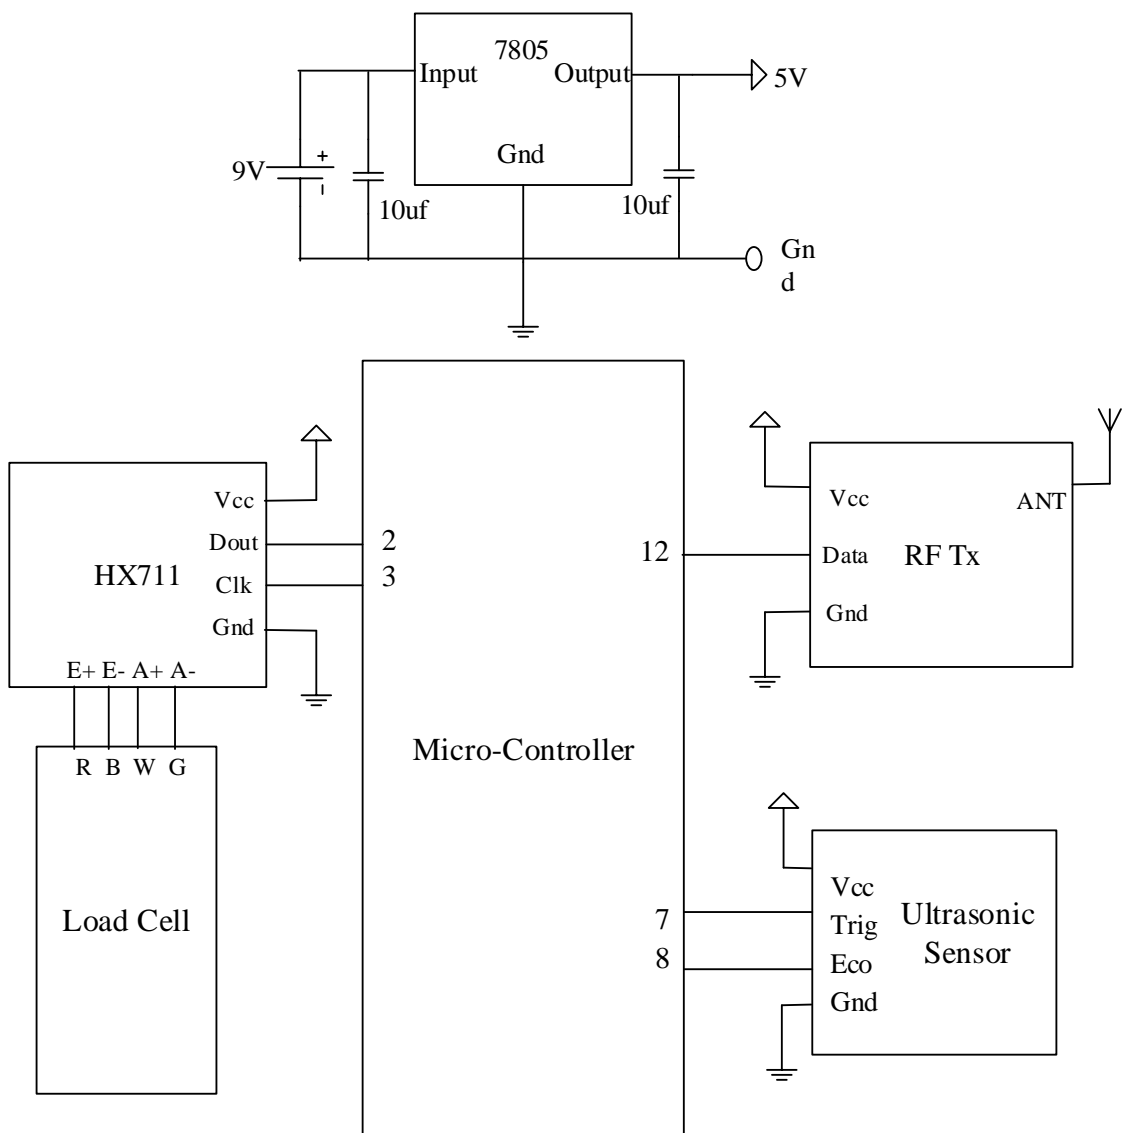 7805
Input
Output
5V
Gnd
9V
+
-
10uf
10uf
Gn
d
Vcc
Dout
HX711
Clk
Gnd
E+ E- A+ A-
R B W G
Load Cell
2
3
12
Micro-Controller
7
8
Vcc
ANT
Data
RF Tx
Gnd
Vcc
Trig
Eco
Gnd
Ultrasonic
Sensor